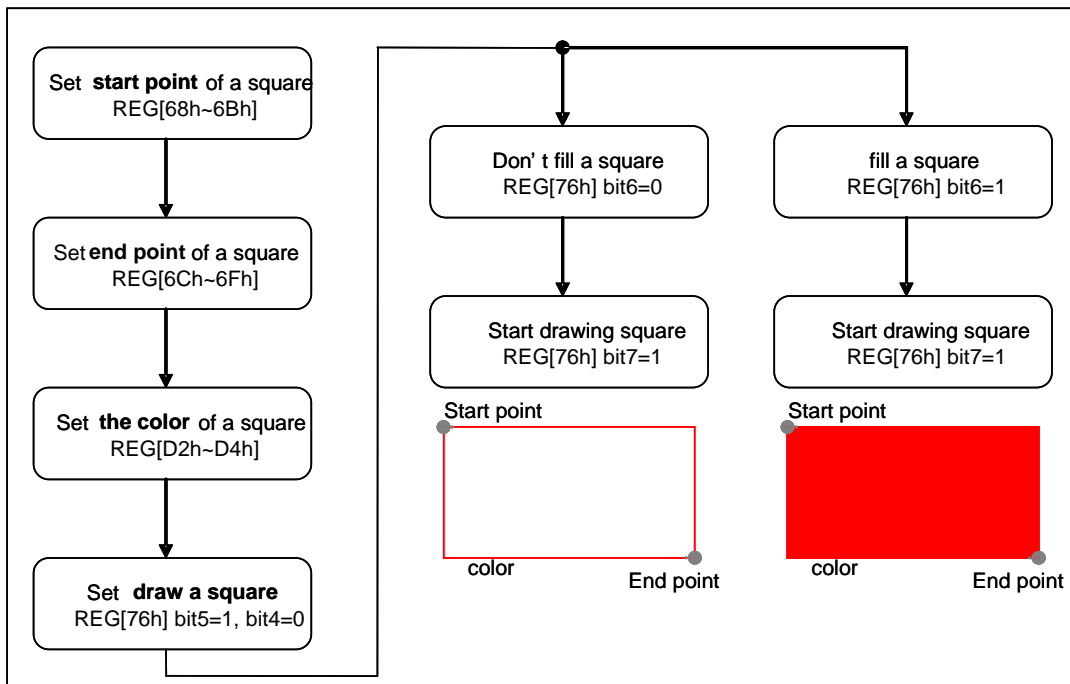 Set start point of a square
REG[68h~6Bh]
Set end point of a square
REG[6Ch~6Fh]
Set the color of a square
REG[D2h~D4h]
Set draw a square
REG[76h] bit5=1, bit4=0
Don't fill a square
REG[76h] bit6=0
Start drawing square
REG[76h] bit7=1
Start point
color
End point
fill a square
REG[76h] bit6=1
Start drawing square
REG[76h] bit7=1
Start point
color
End point